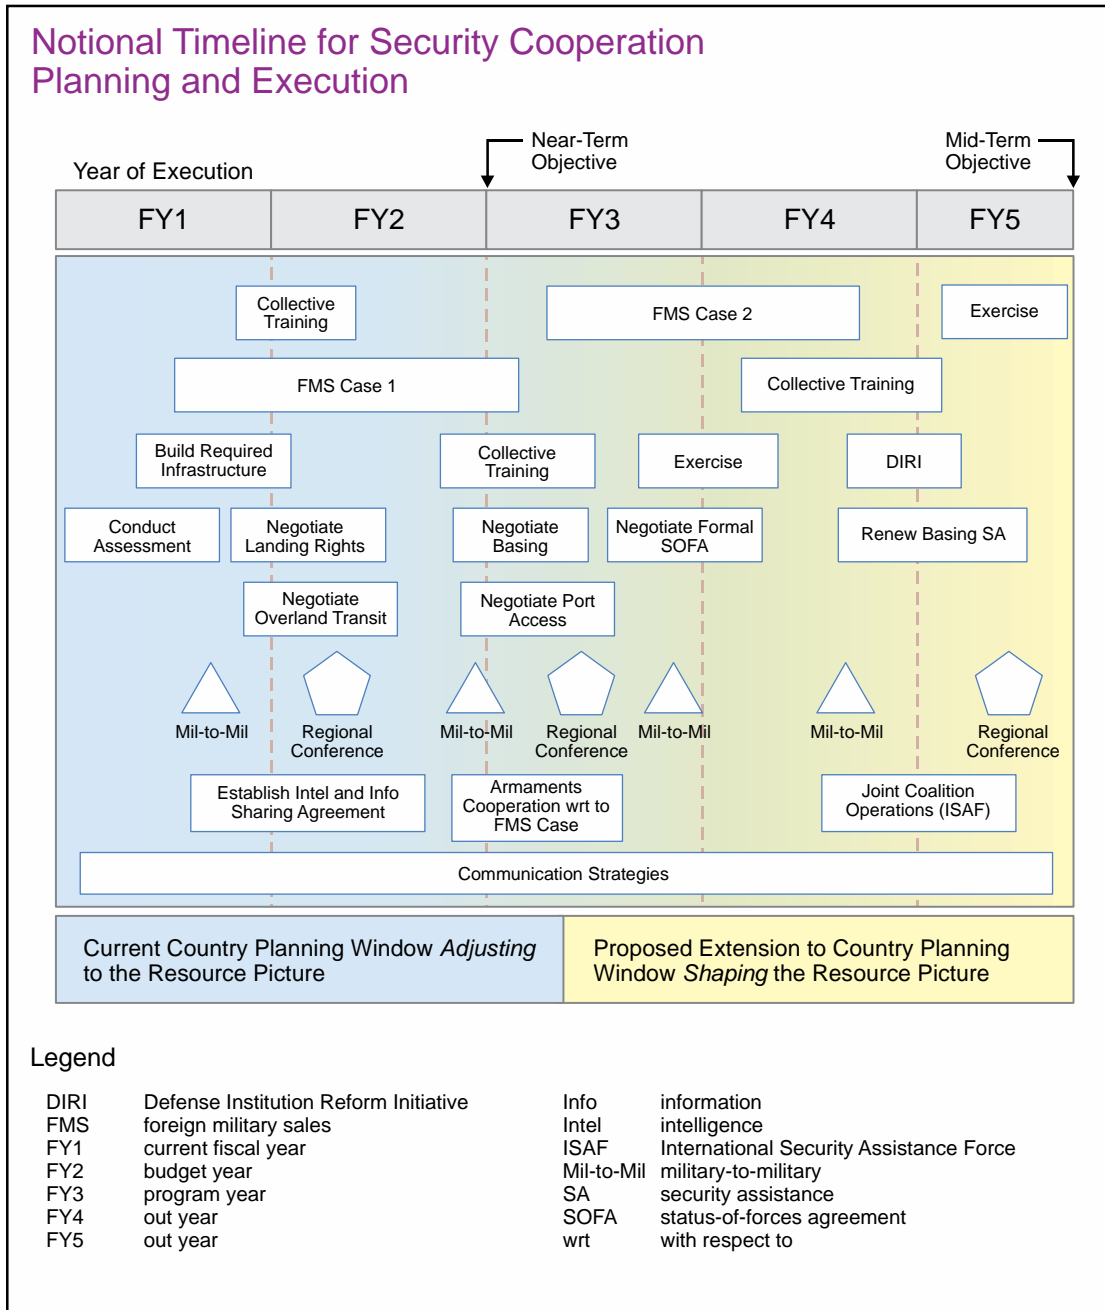 Notional Timeline for Security Cooperation
Planning and Execution
Near-Term
Objective
Mid-Term
Objective
Year of Execution
FY1 FY2 FY3 FY4 FY5
Collective
Training
FMS Case 2
Exercise
FMS Case 1
Collective Training
Build Required
Infrastructure
Collective
Training
Exercise
DIRI
Conduct
Assessment
Negotiate
Landing Rights
Negotiate
Basing
Negotiate Formal
SOFA
Renew Basing SA
Negotiate
Overland Transit
Negotiate Port
Access
Mil-to-Mil
Regional
Conference
Mil-to-Mil
Regional
Conference
Mil-to-Mil
Mil-to-Mil
Regional
Conference
Establish Intel and Info
Sharing Agreement
Armaments
Cooperation wrt to
FMS Case
Joint Coalition
Operations (ISAF)
Communication Strategies
Current Country Planning Window Adjusting
to the Resource Picture
Proposed Extension to Country Planning
Window Shaping the Resource Picture
Legend
DIRI Defense Institution Reform Initiative
FMS foreign military sales
FY1 current fiscal year
FY2 budget year
FY3 program year
FY4 out year
FY5 out year
Info information
Intel intelligence
ISAF International Security Assistance Force
Mil-to-Mil military-to-military
SA security assistance
SOFA status-of-forces agreement
wrt with respect to